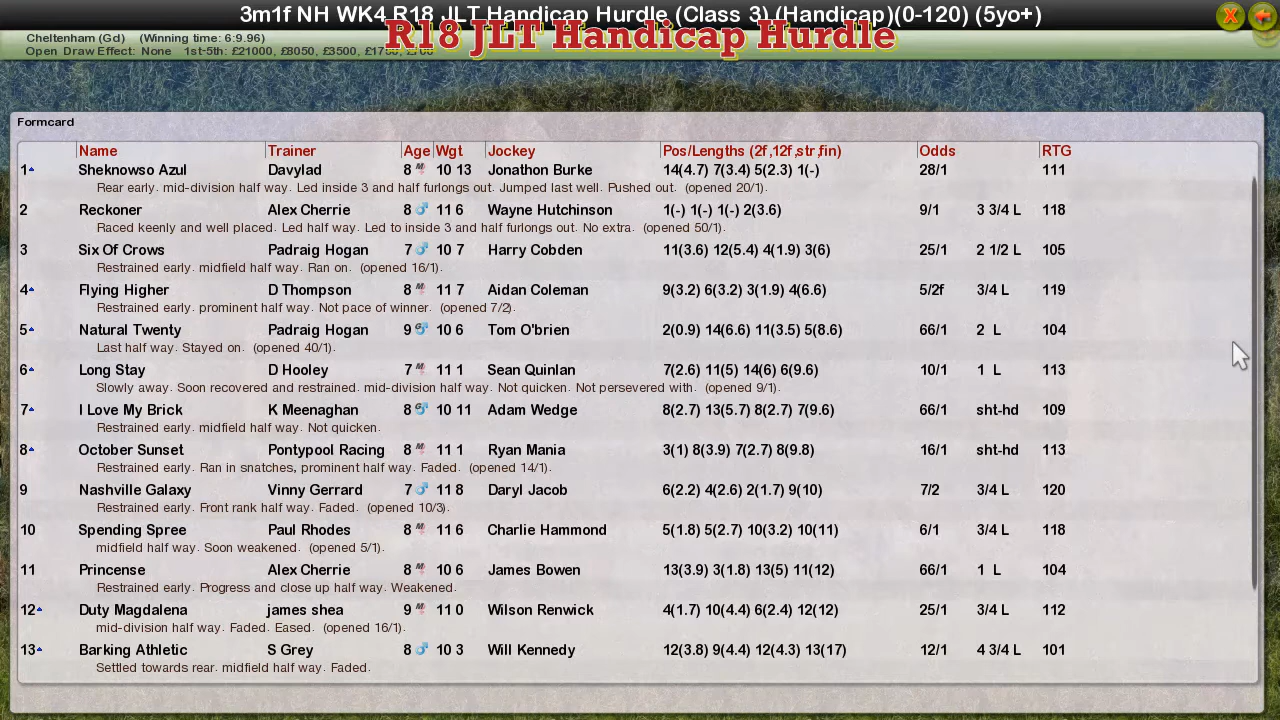 3m1f NH WK4 R18 JLT Handicap Hurdle (Class 3) (Handicap)(0-120) (5yo+)
R18 JLT Handicap Hurdle
Cheltenham (Gd) (Winning time: 6:9.96)
Open Draw Effect: None 1st-5th: £21000, £8050, £3500,
Formcard
Name Trainer Age Wgt Jockey Pos/Lengths (2f,12f,str,fin) Odds RTG
1 Sheknowso Azul Davylad 8 10 13 Jonathon Burke 14(4.7) 7(3.4) 5(2.3) 1(-) 28/1 111
Rear early. mid-division half way. Led inside 3 and half furlongs out. Jumped last well. Pushed out. (opened 20/1).
2 Reckoner Alex Cherrie 8 11 6 Wayne Hutchinson 1(-) 1(-) 1(-) 2(3.6) 9/1 3 3/4 L 118
Raced keenly and well placed. Led half way. Led to inside 3 and half furlongs out. No extra. (opened 50/1).
3 Six Of Crows Padraig Hogan 7 10 7 Harry Cobden 11(3.6) 12(5.4) 4(1.9) 3(6) 25/1 2 1/2 L 105
Restrained early. midfield half way. Ran on. (opened 16/1).
4 Flying Higher D Thompson 8 11 7 Aidan Coleman 9(3.2) 6(3.2) 3(1.9) 4(6.6) 5/2f 3/4 L 119
Restrained early. prominent half way. Not pace of winner. (opened 7/2).
5 Natural Twenty Padraig Hogan 9 10 6 Tom O'brien 2(0.9) 14(6.6) 11(3.5) 5(8.6) 66/1 2 L 104
Last half way. Stayed on. (opened 40/1).
6 Long Stay D Hooley 7 11 1 Sean Quinlan 7(2.6) 11(5) 14(6) 6(9.6) 10/1 1 L 113
Slowly away. Soon recovered and restrained. mid-division half way. Not quicken. Not persevered with. (opened 9/1).
7 I Love My Brick K Meenaghan 8 10 11 Adam Wedge 8(2.7) 13(5.7) 8(2.7) 7(9.6) 66/1 sht-hd 109
Restrained early. midfield half way. Not quicken.
8 October Sunset Pontypool Racing 8 11 1 Ryan Mania 3(1) 8(3.9) 7(2.7) 8(9.8) 16/1 sht-hd 113
Restrained early. Ran in snatches, prominent half way. Faded. (opened 14/1).
9 Nashville Galaxy Vinny Gerrard 7 11 8 Daryl Jacob 6(2.2) 4(2.6) 2(1.7) 9(10) 7/2 3/4 L 120
Restrained early. Front rank half way. Faded. (opened 10/3).
10 Spending Spree Paul Rhodes 8 11 6 Charlie Hammond 5(1.8) 5(2.7) 10(3.2) 10(11) 6/1 3/4 L 118
midfield half way. Soon weakened. (opened 5/1).
11 Princense Alex Cherrie 8 10 6 James Bowen 13(3.9) 3(1.8) 13(5) 11(12) 66/1 1 L 104
Restrained early. Progress and close up half way. Weakened.
12 Duty Magdalena james shea 9 11 0 Wilson Renwick 4(1.7) 10(4.4) 6(2.4) 12(12) 25/1 3/4 L 112
mid-division half way. Faded. Eased. (opened 16/1).
13 Barking Athletic S Grey 8 10 3 Will Kennedy 12(3.8) 9(4.4) 12(4.3) 13(17) 12/1 4 3/4 L 101
Settled towards rear. midfield half way. Faded.